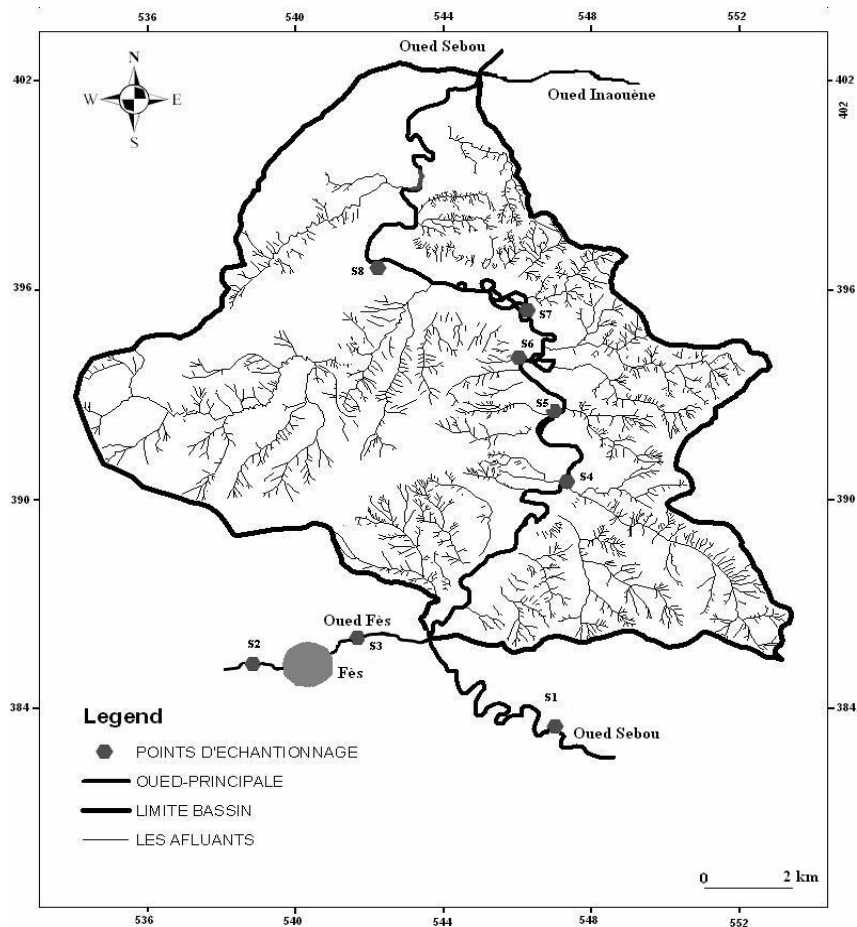 536 540 544 548 552
Oued Sebou
N
402 402
W E
Oued Inaouène
402
S
S8
396 396
S7
S6
S5
S4
390 390
Oued Fès
S2 S3
Fès
S1
384 384
Legend
Oued Sebou
POINTS D'ECHANTIONNAGE
OUED-PRINCIPALE
LIMITE BASSIN
LES AFLUANTS
0 2 km
536 540 544 548 552